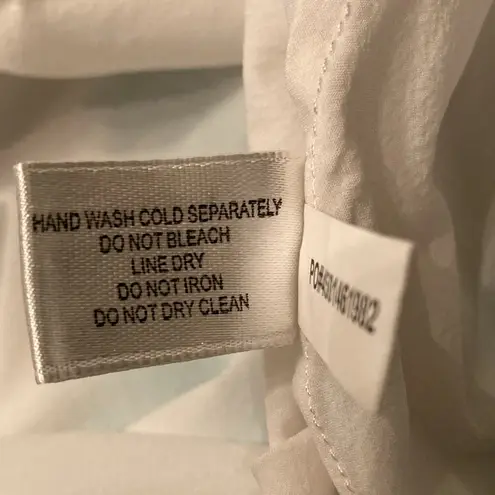 HAND WASH COLD SEPARATELY
DO NOT BLEACH
LINE DRY
DO NOT IRON
DO NOT DRY CLEAN